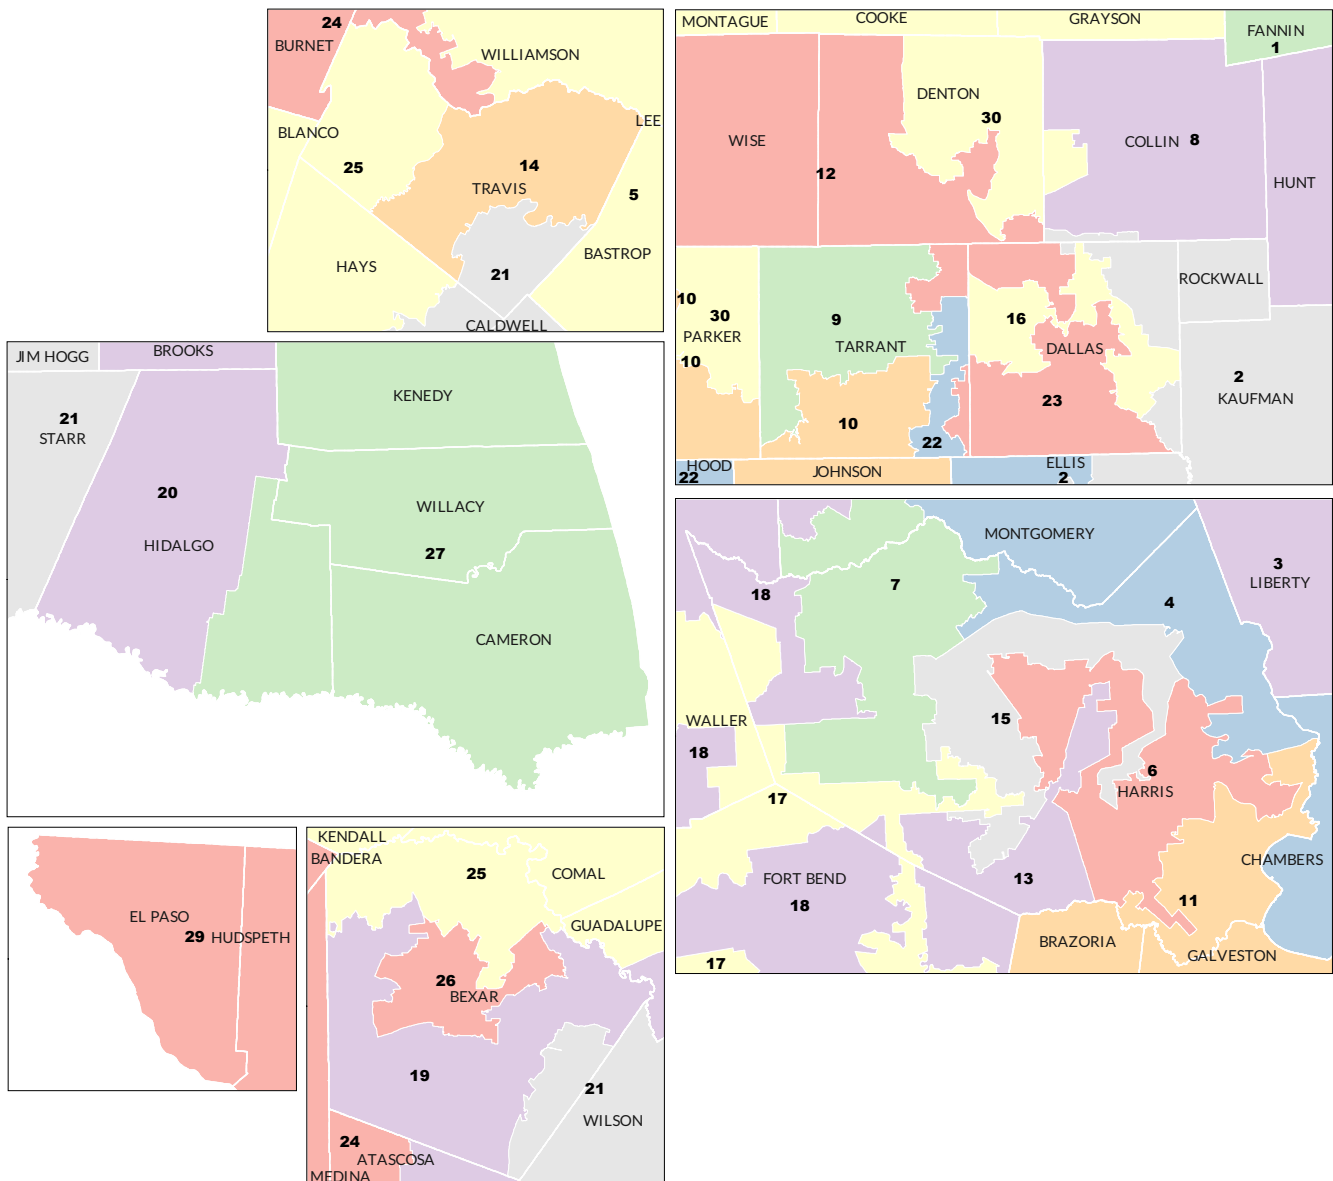 24
BURNET
WILLIAMSON
BLANCO
LEE
25
14
TRAVIS
5
HAYS
BASTROP
21
CALDWELL
MONTAGUE
COOKE
GRAYSON
FANNIN
1
DENTON
30
WISE
COLLIN 8
12
HUNT
ROCKWALL
10
30
PARKER
10
9
TARRANT
16
DALLAS
2
KAUFMAN
23
10
22
HOOD
22
JOHNSON
ELLIS
2
JIM HOGG
BROOKS
KENEDY
21
STARR
20
HIDALGO
WILLACY
27
CAMERON
MONTGOMERY
3
LIBERTY
7
18
4
WALLER
15
18
6
HARRIS
17
CHAMBERS
FORT BEND
18
13
11
BRAZORIA
GALVESTON
17
EL PASO
29 HUDSPETH
KENDALL
BANDERA
25
COMAL
GUADALUPE
26
BEXAR
19
21
WILSON
24
ATASCOSA
MEDINA